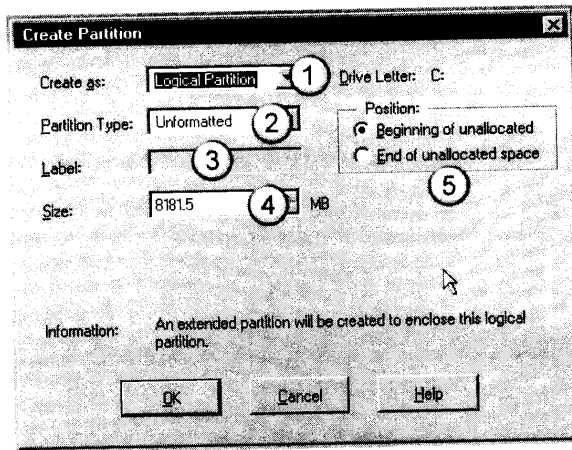 Create Partition
Create as: Logical Partition 1 Drive Letter: C:
Partition Type: Unformatted 2
Position:
Beginning of unallocated
End of unallocated space
5
Label: 3
Size: 8181.5 4 MB
Information: An extended partition will be created to enclose this logical
partition.
OK Cancel Help